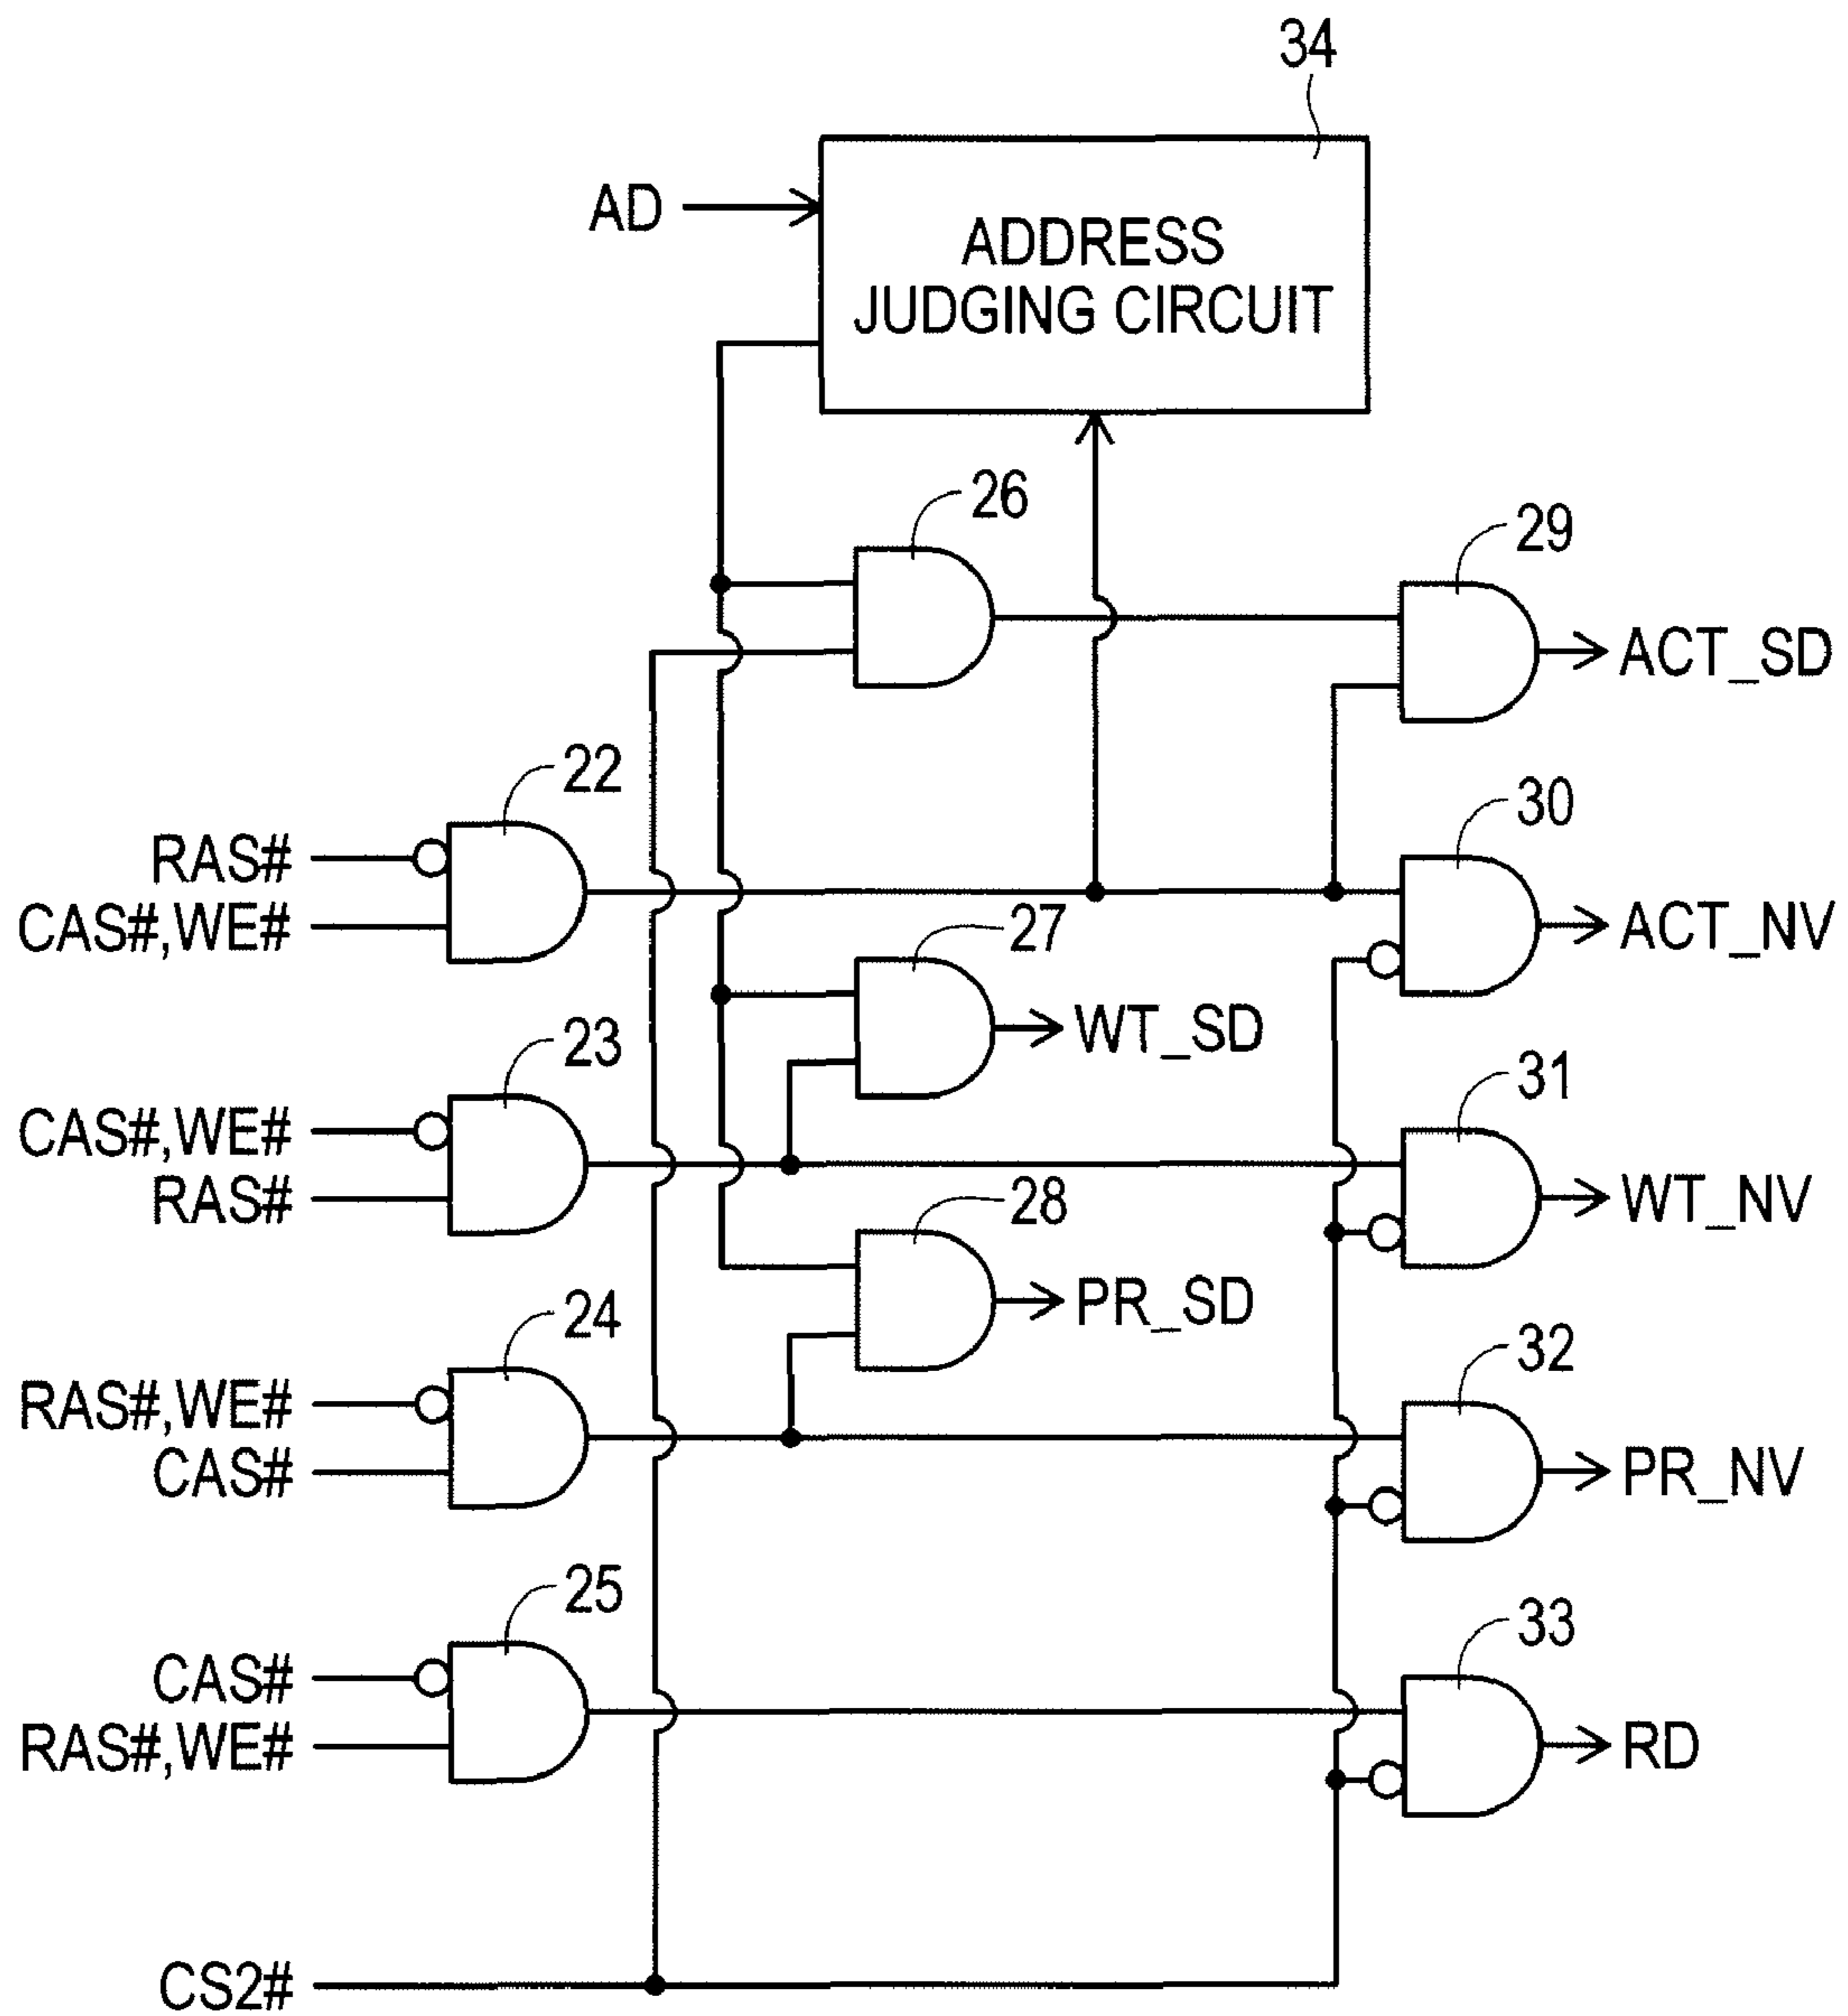 34
AD
ADDRESS
JUDGING CIRCUIT
26
29
ACT_SD
22
30
RAS#
CAS#,WE#
ACT_NV
27
WT_SD
23
31
CAS#,WE#
RAS#
WT_NV
28
PR_SD
24
32
RAS#,WE#
CAS#
PR_NV
25
33
CAS#
RAS#,WE#
RD
CS2#